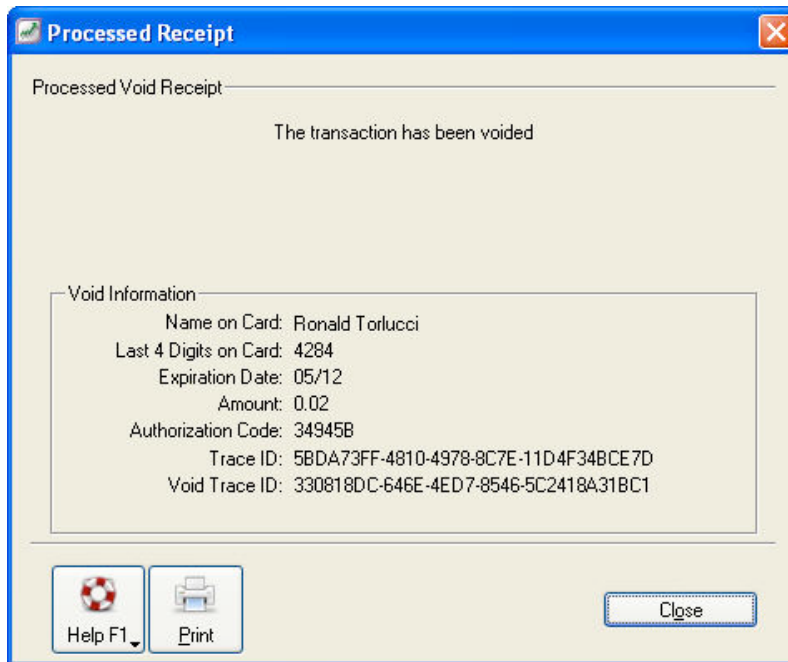 Processed Receipt
Processed Void Receipt
The transaction has been voided
Void Information
Name on Card: Ronald Torlucci
Last 4 Digits on Card: 4284
Expiration Date: 05/12
Amount: 0.02
Authorization Code: 34945B
Trace ID: 5BDA73FF-4810-4978-8C7E-11D4F34BCE7D
Void Trace ID: 330818DC-646E-4ED7-8546-5C2418A31BC1
Help F1
Print
Close